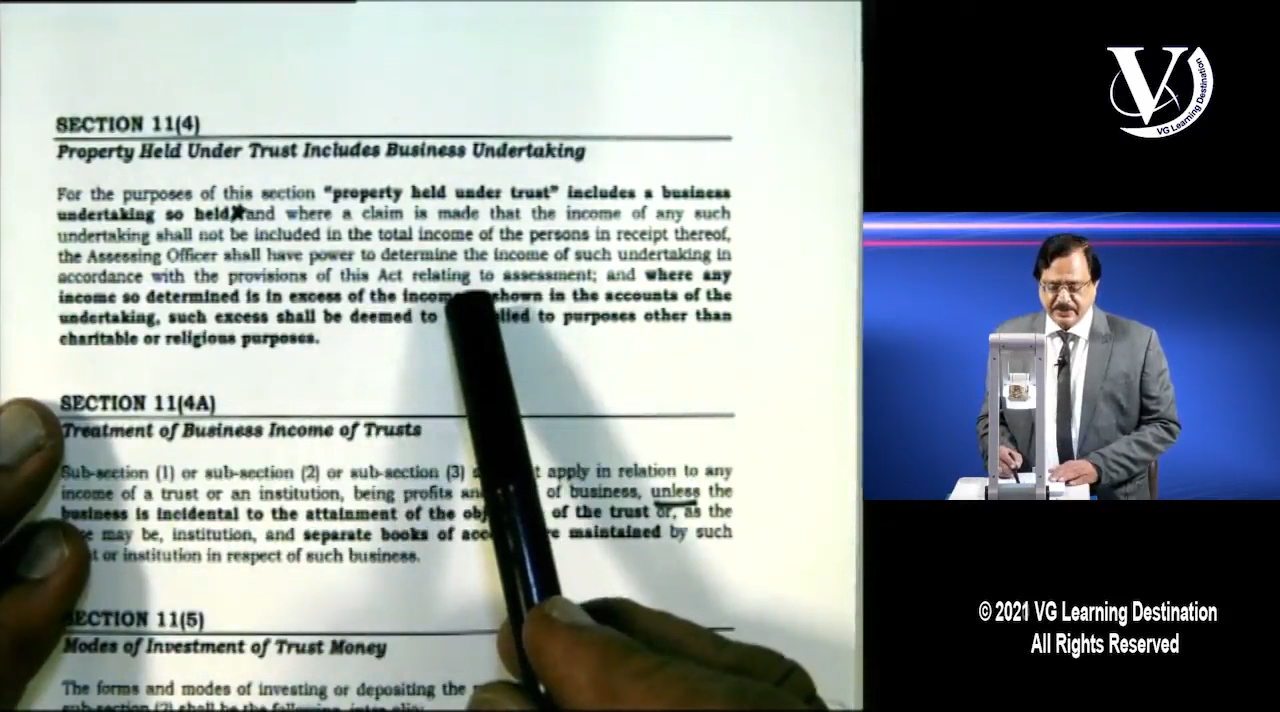 SECTION 11(4)
Property Held Under Trust Includes Business Undertaking
For the purposes of this section "property held under trust" includes a business
undertaking so held and where a claim is made that the income of any such
undertaking shall not be included in the total income of the persons in receipt thereof,
the Assessing Officer shall have power to determine the income of such undertaking in
accordance with the provisions of this Act relating to assessment; and where any
income so determined is in excess of the incom shown in the accounts of the
undertaking, such excess shall be deemed to lied to purposes other than
charitable or religious purposes.
SECTION 11(4A)
Treatment of Business Income of Trusts
Sub-section (1) or sub-section (2) or sub-section (3) t apply in relation to any
income of a trust or an institution, being profits an of business, unless the
business is incidental to the attainment of the obj of the trust or, as the
se may be, institution, and separate books of acc e maintained by such
t or institution in respect of such business.
ECTION 11(5)
Modes of Investment of Trust Money
The forms and modes of investing or depositing the
sub-section (2) shall be the following,
V
VG Learning Destination
© 2021 VG Learning Destination
All Rights Reserved